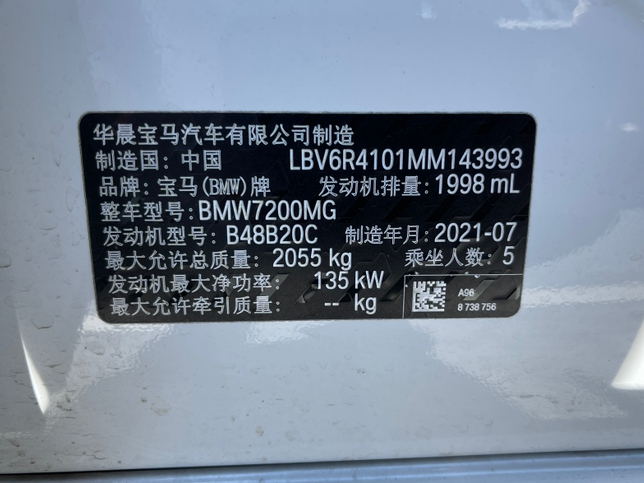 华晨宝马汽车有限公司制造
制造国: 中国 LBV6R4101MM143993
品牌: 宝马(BMW)牌 发动机排量: 1998 mL
整车型号: BMW7200MG
发动机型号: B48B20C 制造年月: 2021-07
最大允许总质量: 2055 kg 乘坐人数: 5
发动机最大净功率: 135 kW
最大允许牵引质量: -- kg
A96
8 738 756